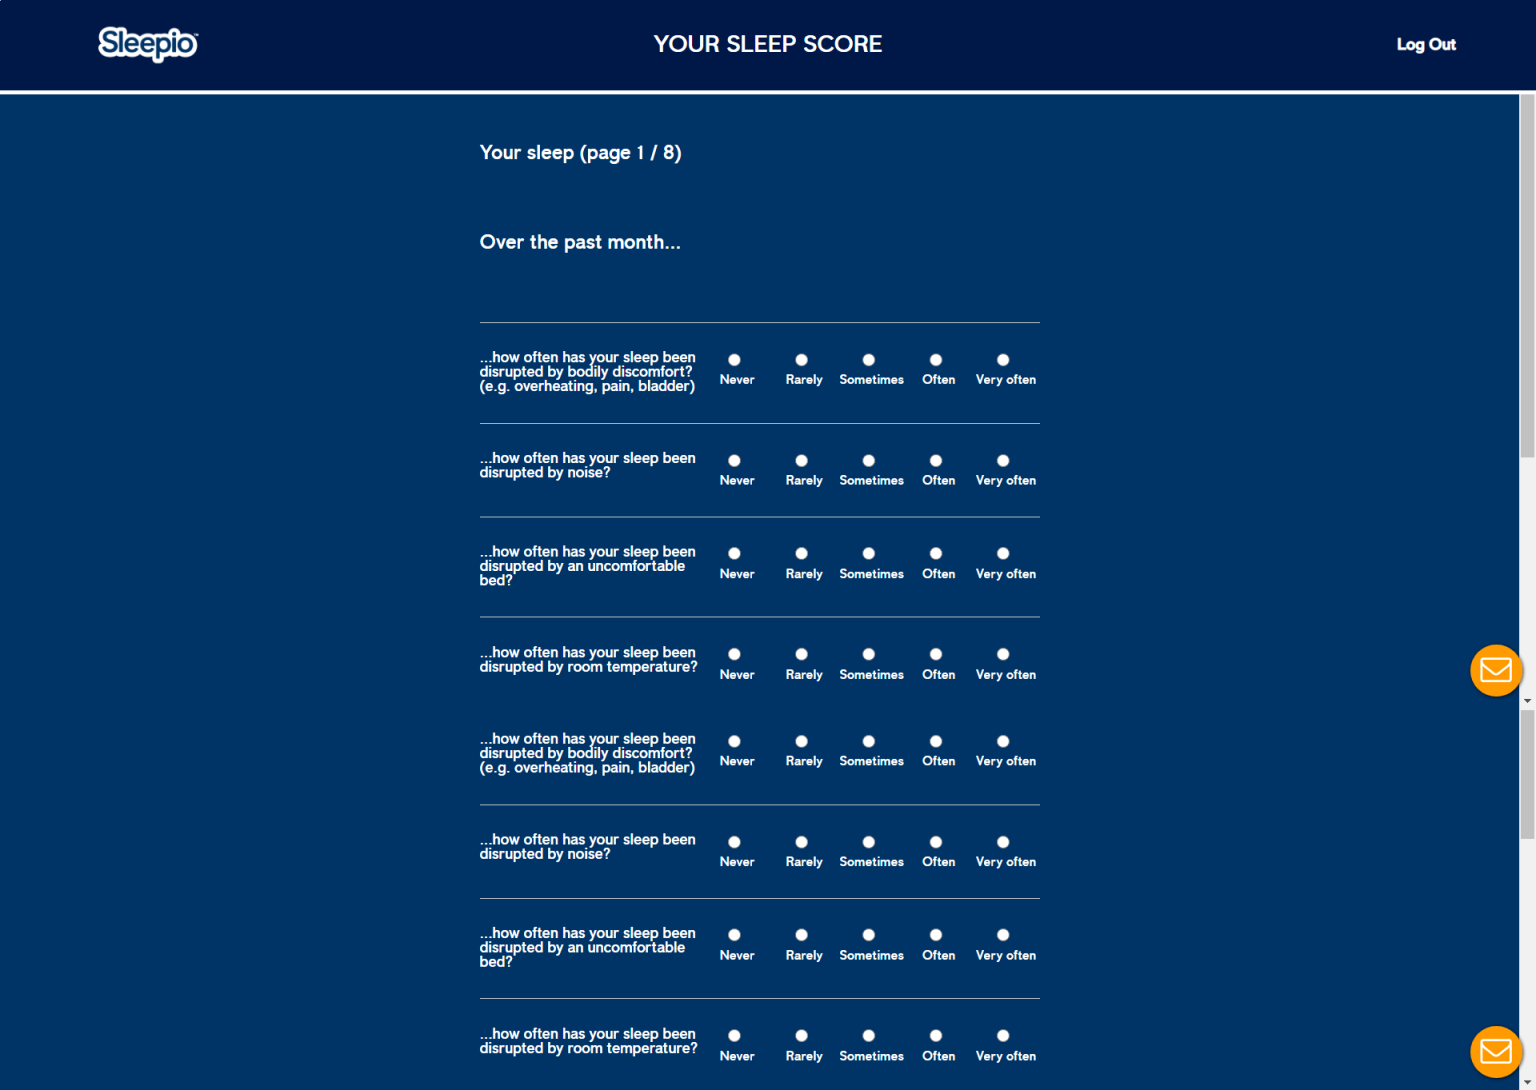 Sleepio™
YOUR SLEEP SCORE
Log Out
Your sleep (page 1 / 8)
Over the past month...
...how often has your sleep been
disrupted by bodily discomfort?
(e.g. overheating, pain, bladder)
Never Rarely Sometimes Often Very often
...how often has your sleep been
disrupted by noise?
Never Rarely Sometimes Often Very often
...how often has your sleep been
disrupted by an uncomfortable
bed?
Never Rarely Sometimes Often Very often
...how often has your sleep been
disrupted by room temperature?
Never Rarely Sometimes Often Very often
...how often has your sleep been
disrupted by bodily discomfort?
(e.g. overheating, pain, bladder)
Never Rarely Sometimes Often Very often
...how often has your sleep been
disrupted by noise?
Never Rarely Sometimes Often Very often
...how often has your sleep been
disrupted by an uncomfortable
bed?
Never Rarely Sometimes Often Very often
...how often has your sleep been
disrupted by room temperature?
Never Rarely Sometimes Often Very often